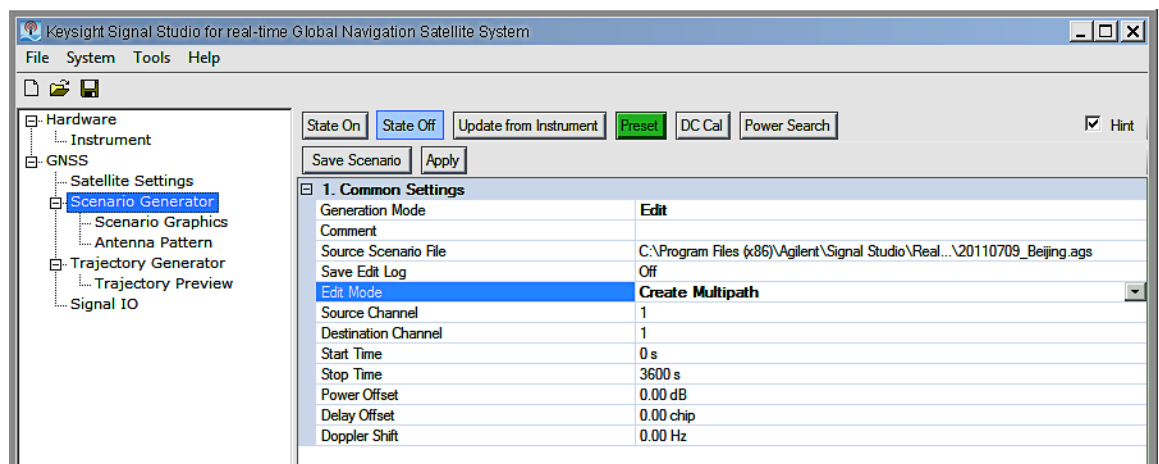 Keysight Signal Studio for real-time Global Navigation Satellite System
File System Tools Help
Hardware
Instrument
GNSS
Satellite Settings
Scenario Generator
Scenario Graphics
Antenna Pattern
Trajectory Generator
Trajectory Preview
Signal IO
State On State Off Update from Instrument Preset DC Cal Power Search Hint
Save Scenario Apply
1. Common Settings
Generation Mode Edit
Comment
Source Scenario File C:\Program Files (x86)\Agilent\Signal Studio\Real...\20110709_Beijing.ags
Save Edit Log Off
Edit Mode Create Multipath
Source Channel 1
Destination Channel 1
Start Time 0 s
Stop Time 3600 s
Power Offset 0.00 dB
Delay Offset 0.00 chip
Doppler Shift 0.00 Hz